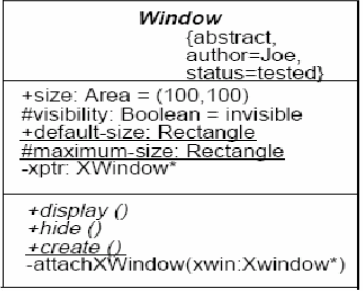 Window
{abstract,
author=Joe,
status=tested}
+size: Area = (100,100)
#visibility: Boolean = invisible
+default-size: Rectangle
#maximum-size: Rectangle
-xptr: XWindow*
+display ()
+hide ()
+create ()
-attachXWindow(xwin:Xwindow*)